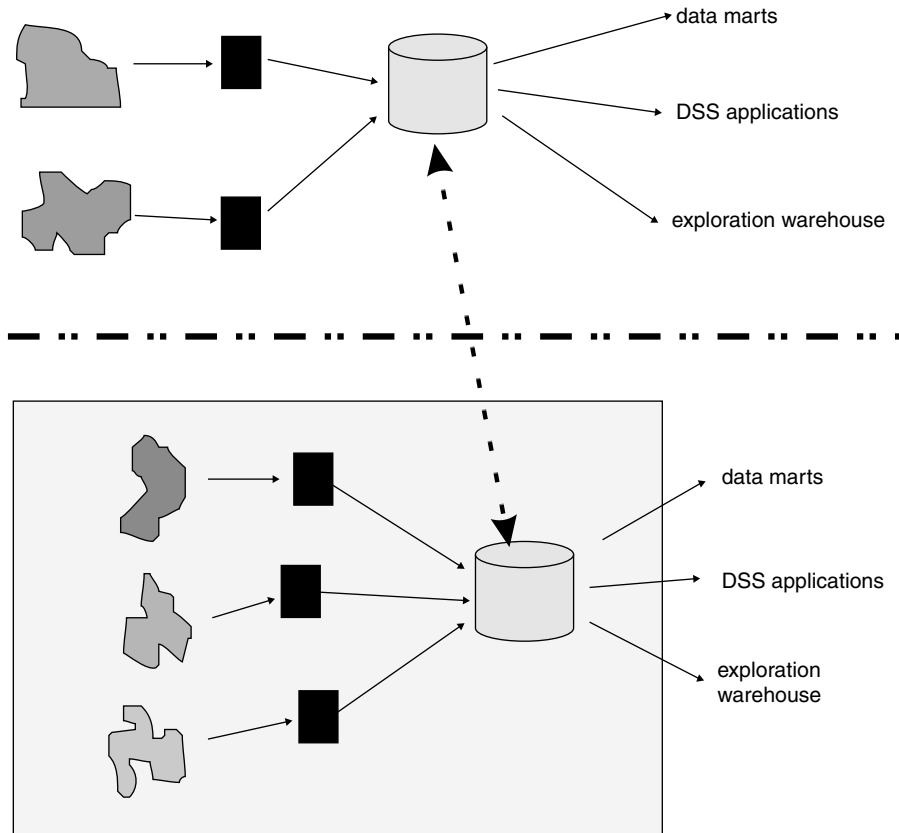 data marts
DSS applications
exploration warehouse
data marts
DSS applications
exploration
warehouse